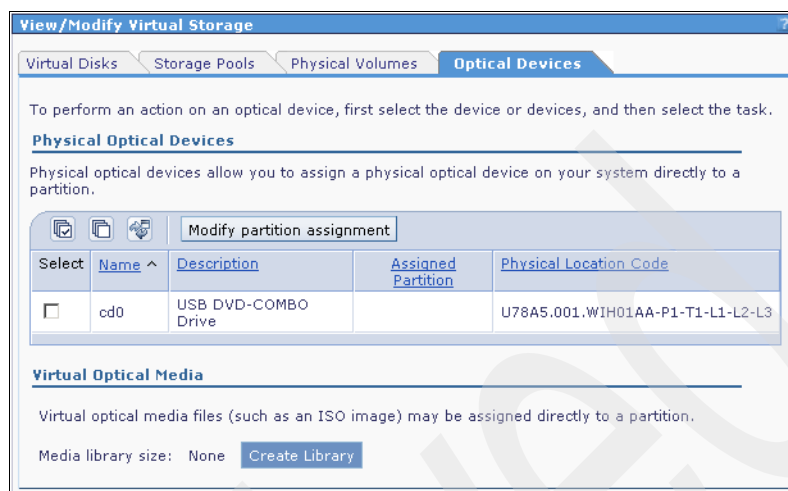 View/Modify Virtual Storage ?
Virtual Disks Storage Pools Physical Volumes Optical Devices
To perform an action on an optical device, first select the device or devices, and then select the task.
Physical Optical Devices
Physical optical devices allow you to assign a physical optical device on your system directly to a
partition.
Modify partition assignment
Select Name ^ Description Assigned Partition Physical Location Code
cd0 USB DVD-COMBO Drive U78A5.001.WIH01AA-P1-T1-L1-L2-L3
Virtual Optical Media
Virtual optical media files (such as an ISO image) may be assigned directly to a partition.
Media library size: None Create Library